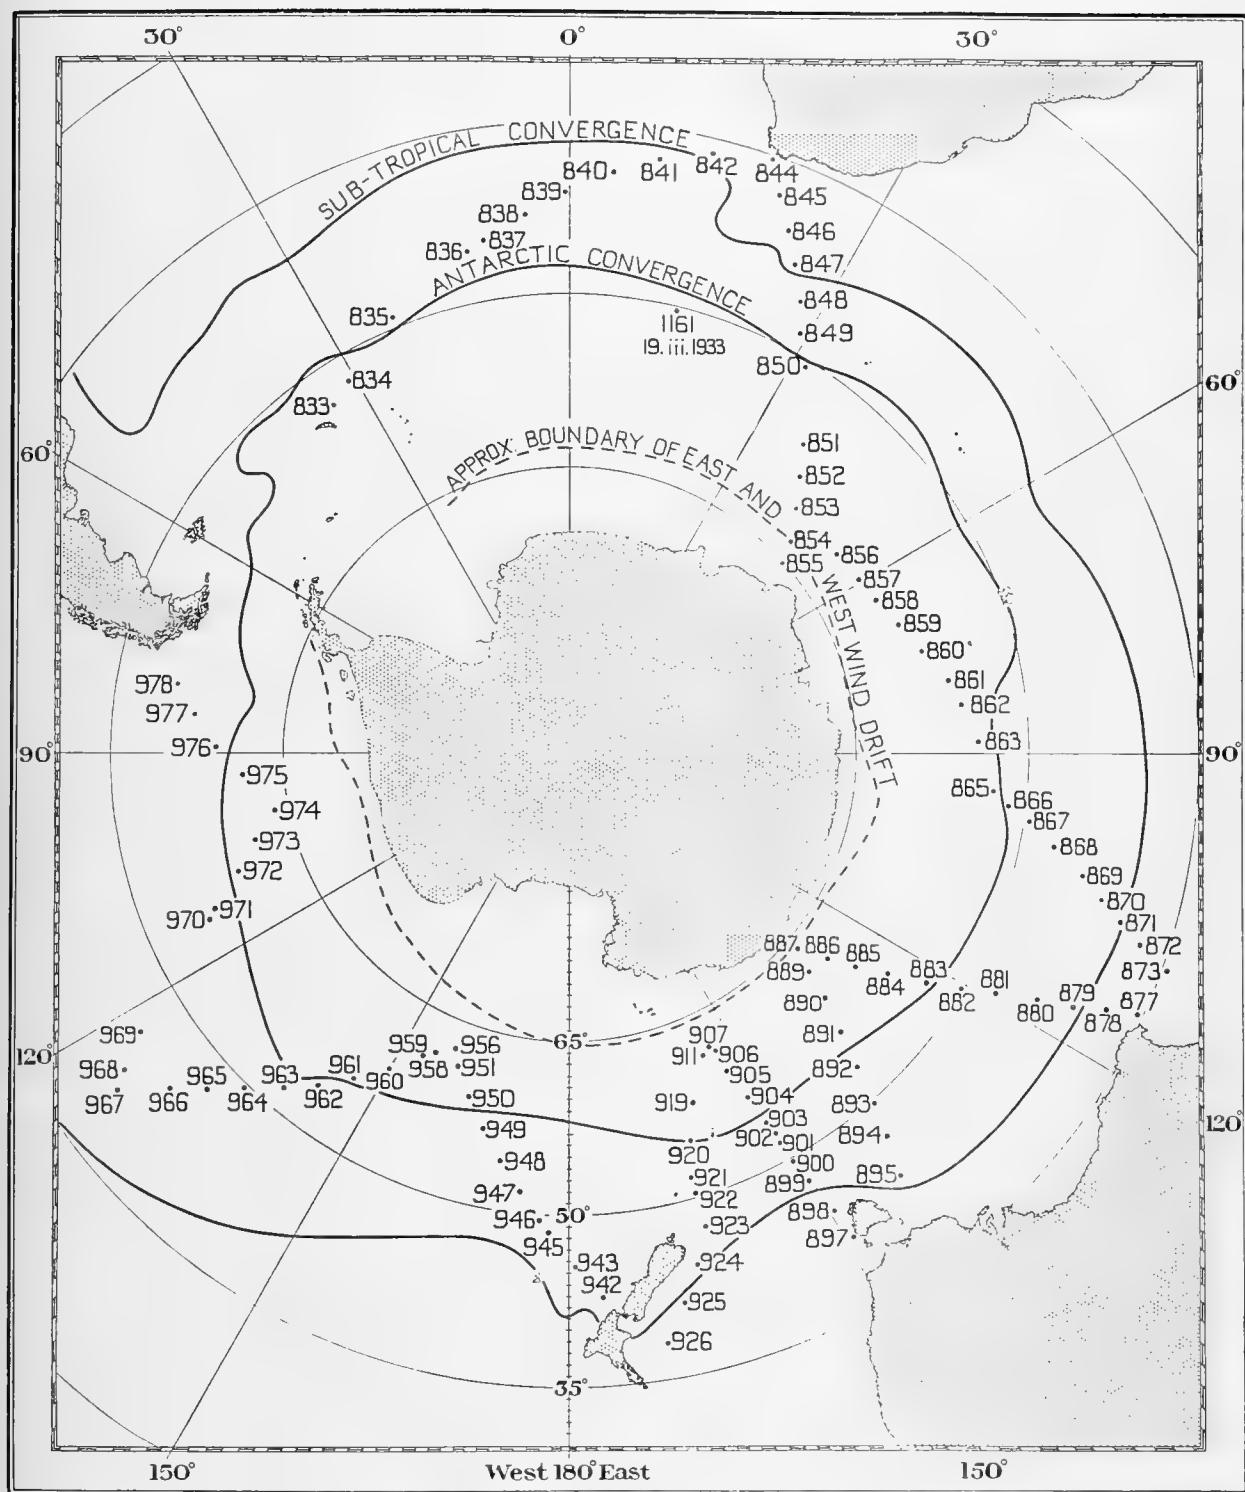 30° 0° 30°
SUB-TROPICAL CONVERGENCE
840 841 842 844
839 845
838 846
836 837 847
ANTARCTIC CONVERGENCE
848
835 1161 849
19. iii. 1933
850
834 60°
833
APPROX. BOUNDARY OF EAST AND
WEST WIND DRIFT
60° 851
852
853
854
855 856
857
858
859
860
978 861
977 862
976 863
90° 90°
975 865
974 866
867
973 868
972 869
870
971 871
970 872
873
887 886 885 883 881 879 877
889 884 882 880 878
890
969 907 891
959 956 65° 906
120° 961 958 951 911 905 892
968 963 960
967 966 965 964 962 950 919 904 893
903
949 902 901 894 120°
920 900
948 921 899 895
947 922
946 50° 923 898
945 897
943 924
942 925
926
35°
150° West 180° East 150°